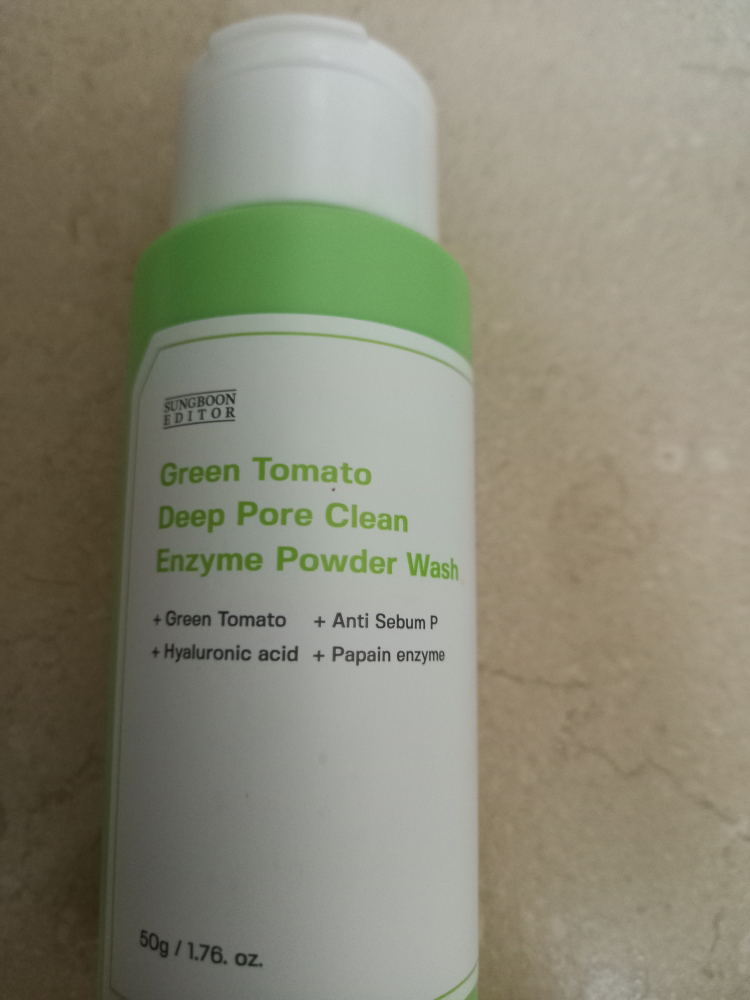 SUNGBOON
EDITOR
Green Tomato
Deep Pore Clean
Enzyme Powder Wash
+ Green Tomato + Anti Sebum P
+ Hyaluronic acid + Papain enzyme
50g / 1.76. oz.